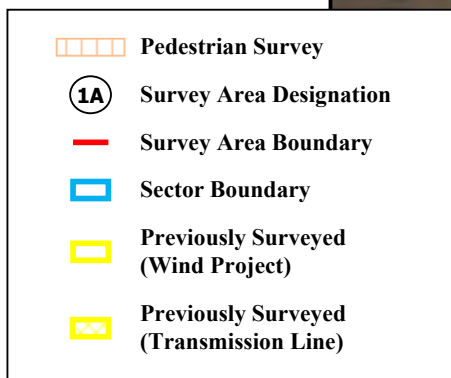 Pedestrian Survey
1A
Survey Area Designation
Survey Area Boundary
Sector Boundary
Previously Surveyed
(Wind Project)
Previously Surveyed
(Transmission Line)